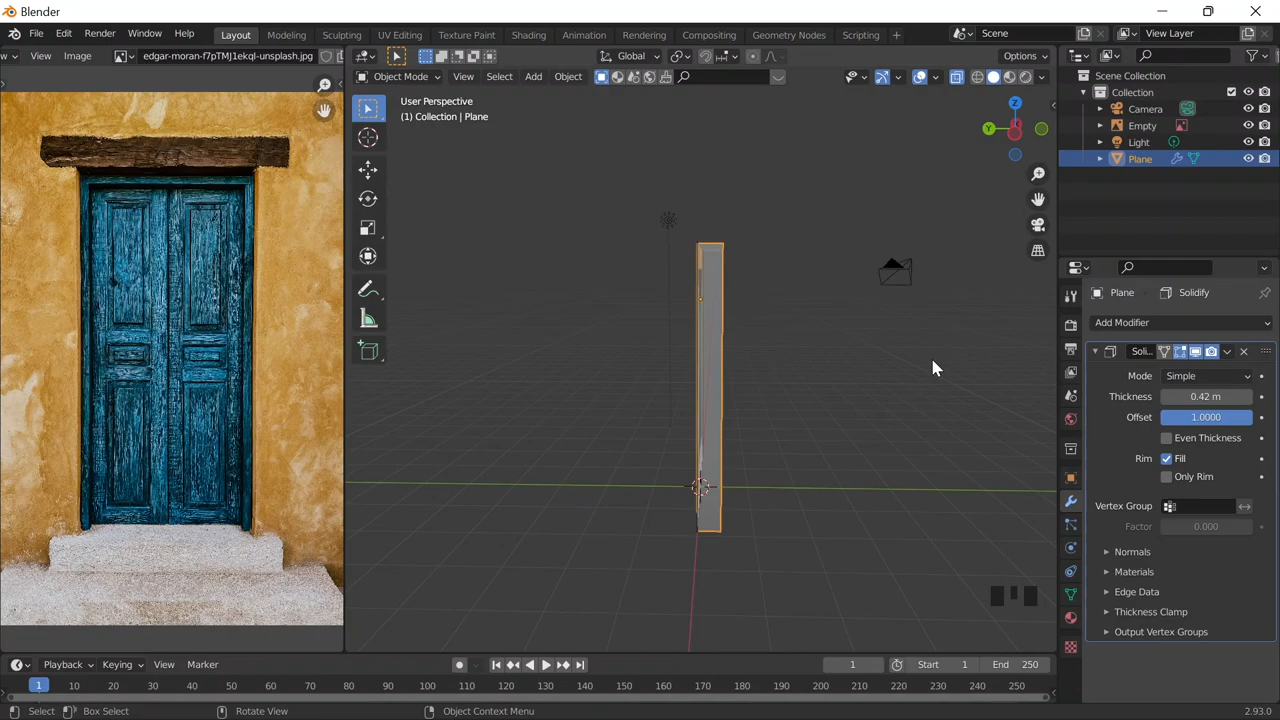 Blender
File Edit Render Window Help
Layout Modeling Sculpting UV Editing Texture Paint Shading Animation Rendering Compositing Geometry Nodes Scripting +
Scene
View Layer
View Image
edgar-moran-f7pTMJ1ekqI-unsplash.jpg
Global
Options
Object Mode View Select Add Object
User Perspective
(1) Collection | Plane
Z
Y
X
Scene Collection
Collection
Camera
Empty
Light
Plane
Plane Solidify
Add Modifier
Soli...
Mode Simple
Thickness 0.42 m
Offset 1.0000
Even Thickness
Rim Fill
Only Rim
Vertex Group
Factor 0.000
Normals
Materials
Edge Data
Thickness Clamp
Output Vertex Groups
Playback Keying View Marker
1 Start 1 End 250
1 10 20 30 40 50 60 70 80 90 100 110 120 130 140 150 160 170 180 190 200 210 220 230 240 250
Select Box Select Rotate View Object Context Menu 2.93.0